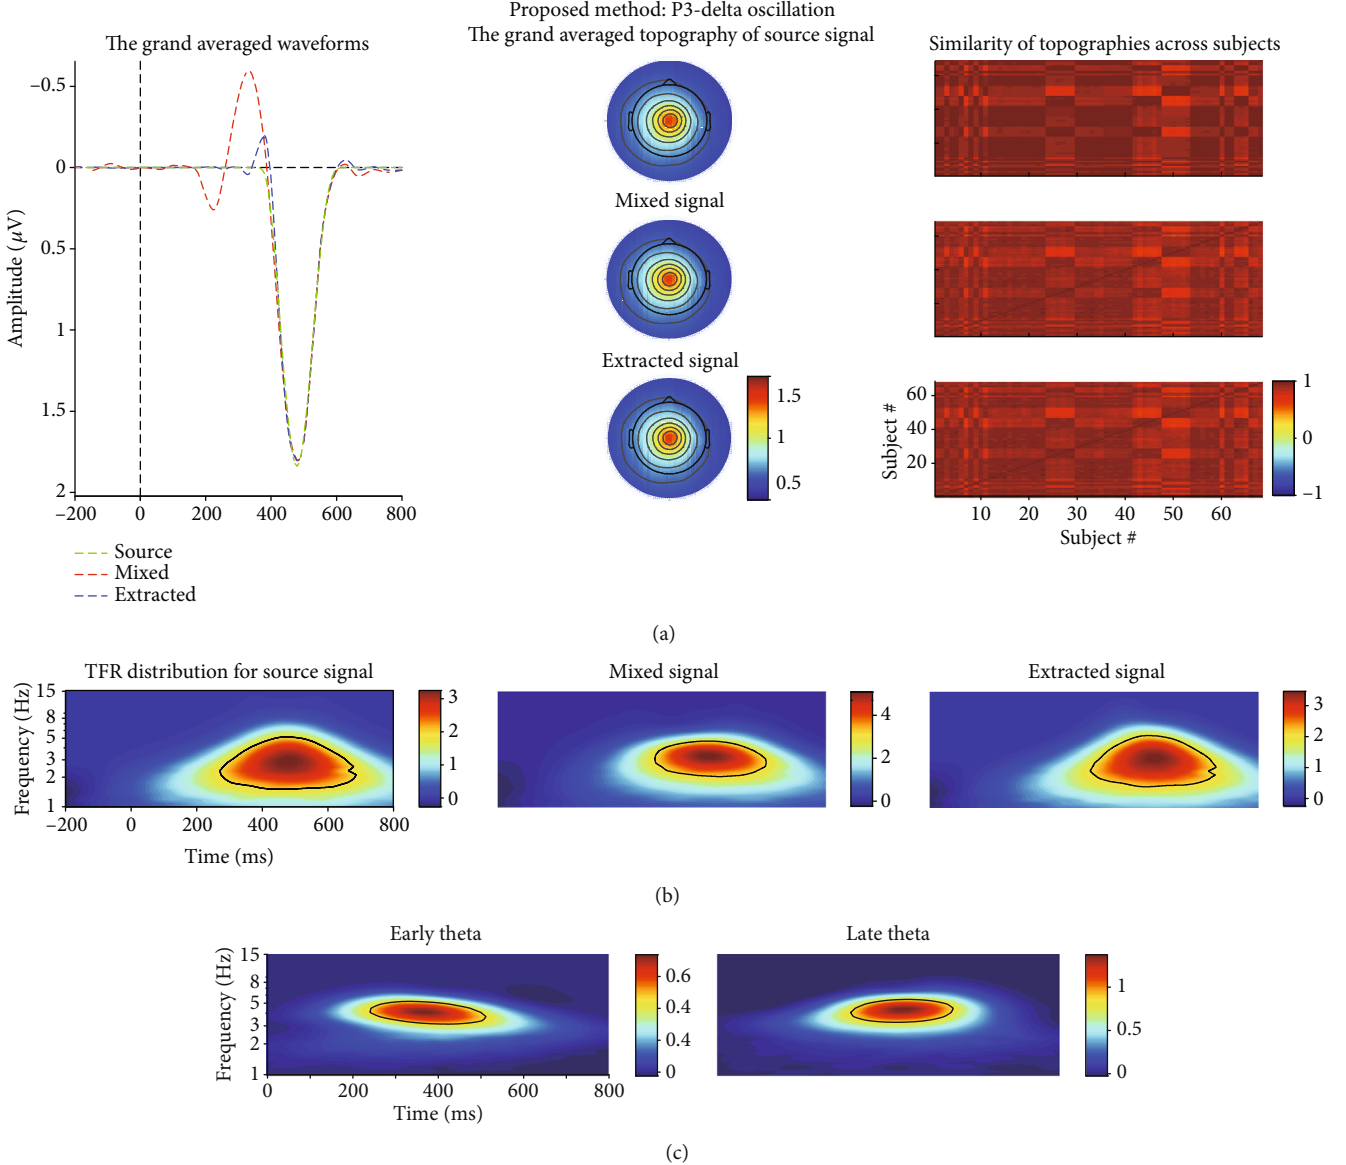 Proposed method: P3-delta oscillation
The grand averaged waveforms
The grand averaged topography of source signal
Similarity of topographies across subjects
−0.5
0
0.5
1
1.5
2
Amplitude (μV)
−200 0 200 400 600 800
Source
Mixed
Extracted
Mixed signal
Extracted signal
1.5
1
0.5
60
40
20
Subject #
10 20 30 40 50 60
Subject #
1
0
−1
(a)
TFR distribution for source signal
Mixed signal
Extracted signal
Frequency (Hz)
15
8
5
3
2
1
−200 0 200 400 600 800
Time (ms)
3
2
1
0
4
2
0
3
2
1
0
(b)
Early theta
Late theta
Frequency (Hz)
15
8
5
3
2
1
0 200 400 600 800
Time (ms)
0.6
0.4
0.4
0
1
0.5
0
(c)